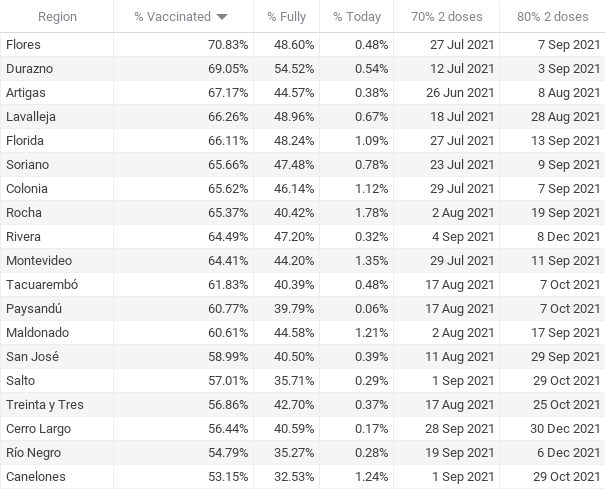 Region % Vaccinated % Fully % Today 70% 2 doses 80% 2 doses
Flores 70.83% 48.60% 0.48% 27 Jul 2021 7 Sep 2021
Durazno 69.05% 54.52% 0.54% 12 Jul 2021 3 Sep 2021
Artigas 67.17% 44.57% 0.38% 26 Jun 2021 8 Aug 2021
Lavalleja 66.26% 48.96% 0.67% 18 Jul 2021 28 Aug 2021
Florida 66.11% 48.24% 1.09% 27 Jul 2021 13 Sep 2021
Soriano 65.66% 47.48% 0.78% 23 Jul 2021 9 Sep 2021
Colonia 65.62% 46.14% 1.12% 29 Jul 2021 7 Sep 2021
Rocha 65.37% 40.42% 1.78% 2 Aug 2021 19 Sep 2021
Rivera 64.49% 47.20% 0.32% 4 Sep 2021 8 Dec 2021
Montevideo 64.41% 44.20% 1.35% 29 Jul 2021 11 Sep 2021
Tacuarembó 61.83% 40.39% 0.48% 17 Aug 2021 7 Oct 2021
Paysandú 60.77% 39.79% 0.06% 17 Aug 2021 7 Oct 2021
Maldonado 60.61% 44.58% 1.21% 2 Aug 2021 17 Sep 2021
San José 58.99% 40.50% 0.39% 11 Aug 2021 29 Sep 2021
Salto 57.01% 35.71% 0.29% 1 Sep 2021 29 Oct 2021
Treinta y Tres 56.86% 42.70% 0.37% 17 Aug 2021 25 Oct 2021
Cerro Largo 56.44% 40.59% 0.17% 28 Sep 2021 30 Dec 2021
Río Negro 54.79% 35.27% 0.28% 19 Sep 2021 6 Dec 2021
Canelones 53.15% 32.53% 1.24% 1 Sep 2021 29 Oct 2021